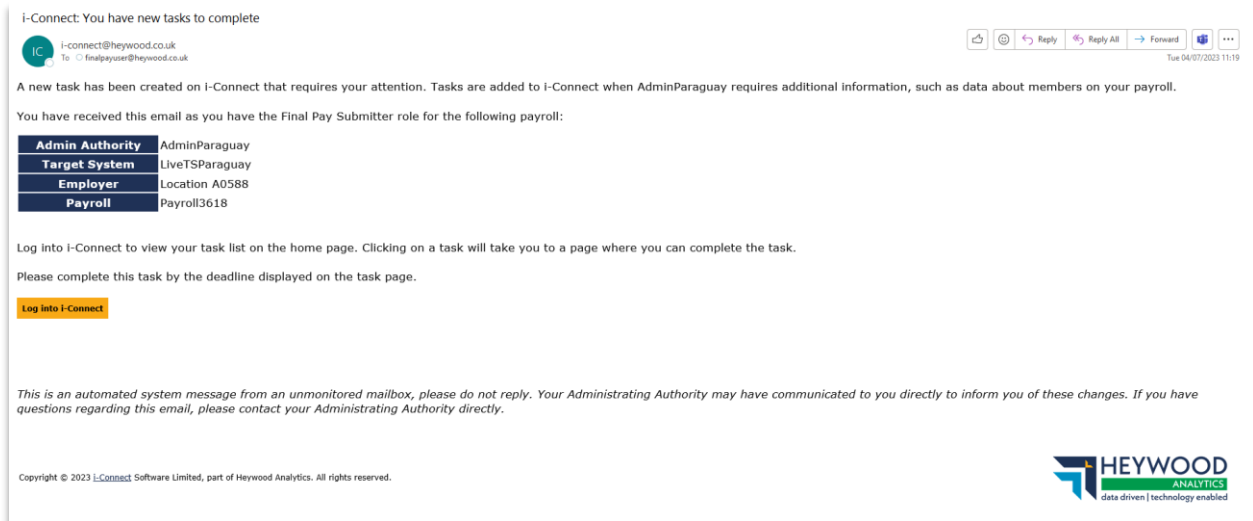 i-Connect: You have new tasks to complete
IC
i-connect@heywood.co.uk
To finalpayuser@heywood.co.uk
Reply Reply All Forward
Tue 04/07/2023 11:19
A new task has been created on i-Connect that requires your attention. Tasks are added to i-Connect when AdminParaguay requires additional information, such as data about members on your payroll.
You have received this email as you have the Final Pay Submitter role for the following payroll:
Admin Authority AdminParaguay
Target System LiveTSParaguay
Employer Location A0588
Payroll Payroll3618
Log into i-Connect to view your task list on the home page. Clicking on a task will take you to a page where you can complete the task.
Please complete this task by the deadline displayed on the task page.
Log into i-Connect
This is an automated system message from an unmonitored mailbox, please do not reply. Your Administrating Authority may have communicated to you directly to inform you of these changes. If you have
questions regarding this email, please contact your Administrating Authority directly.
Copyright © 2023 i-Connect Software Limited, part of Heywood Analytics. All rights reserved.
HEYWOOD
ANALYTICS
data driven | technology enabled